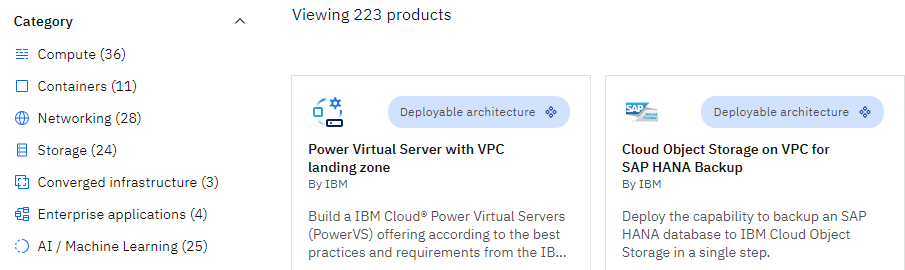 Category
Compute (36)
Containers (11)
Networking (28)
Storage (24)
Converged infrastructure (3)
Enterprise applications (4)
AI / Machine Learning (25)
Viewing 223 products
Deployable architecture
Power Virtual Server with VPC
landing zone
By IBM
Build a IBM Cloud® Power Virtual Servers
(PowerVS) offering according to the best
practices and requirements from the IB...
SAP
Deployable architecture
Cloud Object Storage on VPC for
SAP HANA Backup
By IBM
Deploy the capability to backup an SAP
HANA database to IBM Cloud Object
Storage in a single step.